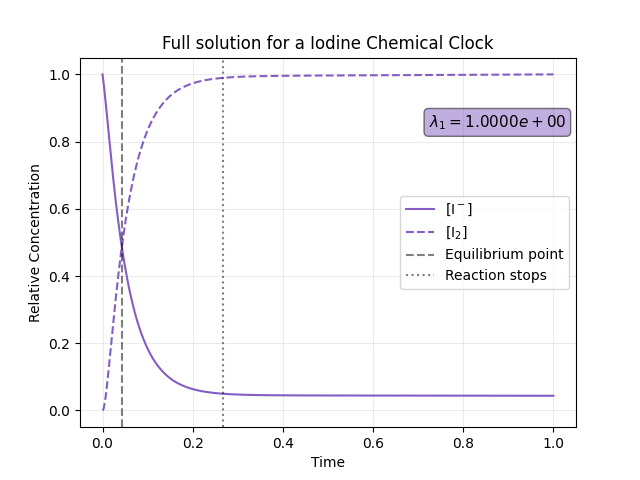 Full solution for a Iodine Chemical Clock
Relative Concentration
1.0
0.8
0.6
0.4
0.2
0.0
λ₁ = 1.0000e + 00
[I⁻]
[I₂]
Equilibrium point
Reaction stops
0.0 0.2 0.4 0.6 0.8 1.0
Time